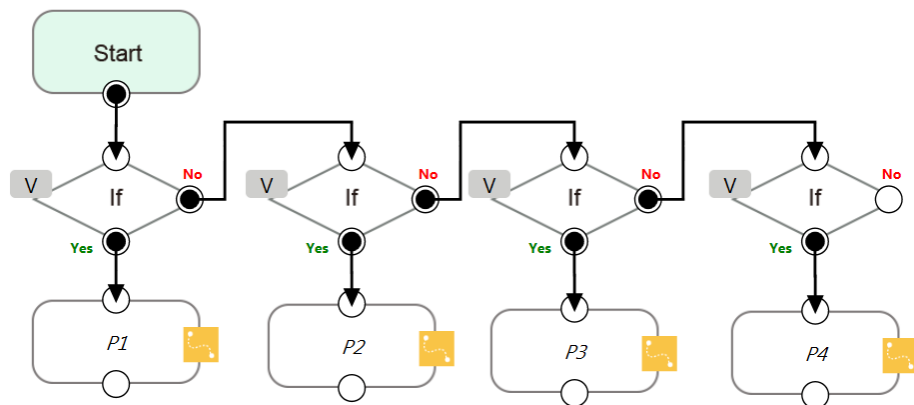 Start
V
If
No
Yes
V
If
No
Yes
V
If
No
Yes
V
If
No
Yes
P1
P2
P3
P4